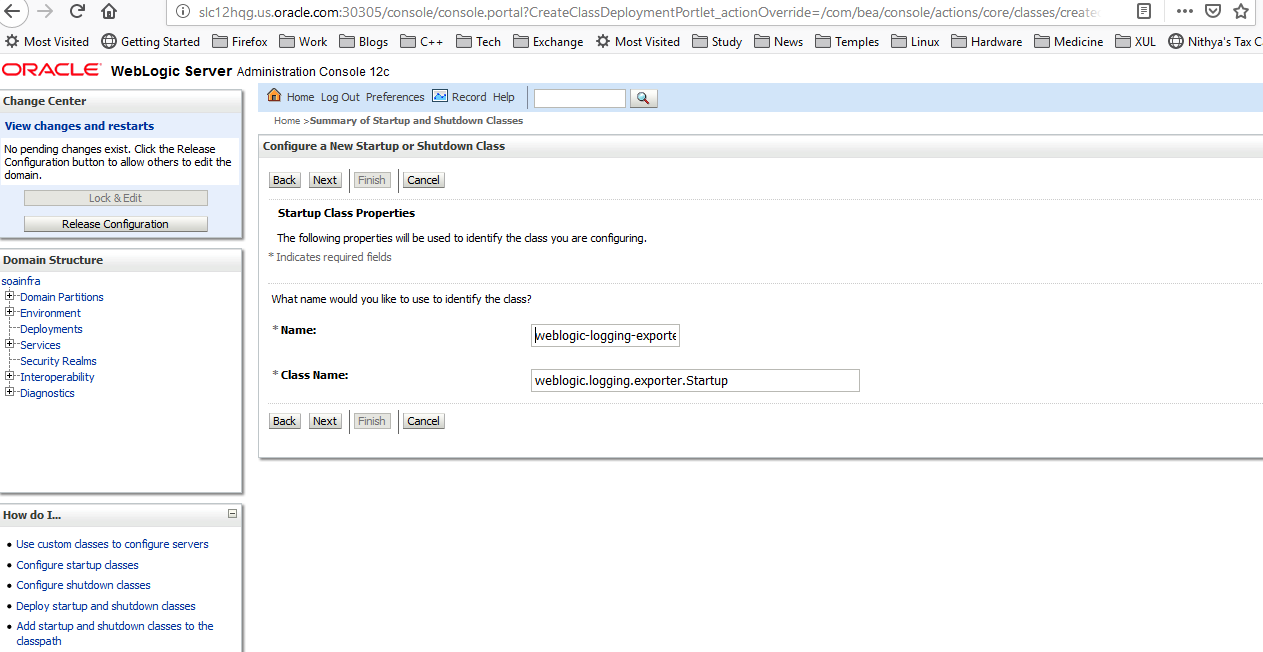 slc12hqg.us.oracle.com:30305/console/console.portal?CreateClassDeploymentPortlet_actionOverride=/com/bea/console/actions/core/classes/create
Most Visited Getting Started Firefox Work Blogs C++ Tech Exchange Most Visited Study News Temples Linux Hardware Medicine XUL Nithya's Tax C
ORACLE WebLogic Server Administration Console 12c
Change Center
View changes and restarts
No pending changes exist. Click the Release
Configuration button to allow others to edit the
domain.
Lock & Edit
Release Configuration
Domain Structure
soainfra
Domain Partitions
Environment
Deployments
Services
Security Realms
Interoperability
Diagnostics
How do I...
Use custom classes to configure servers
Configure startup classes
Configure shutdown classes
Deploy startup and shutdown classes
Add startup and shutdown classes to the
classpath
Home Log Out Preferences Record Help
Home >Summary of Startup and Shutdown Classes
Configure a New Startup or Shutdown Class
Back Next Finish Cancel
Startup Class Properties
The following properties will be used to identify the class you are configuring.
* Indicates required fields
What name would you like to use to identify the class?
* Name: weblogic-logging-exporte
* Class Name: weblogic.logging.exporter.Startup
Back Next Finish Cancel